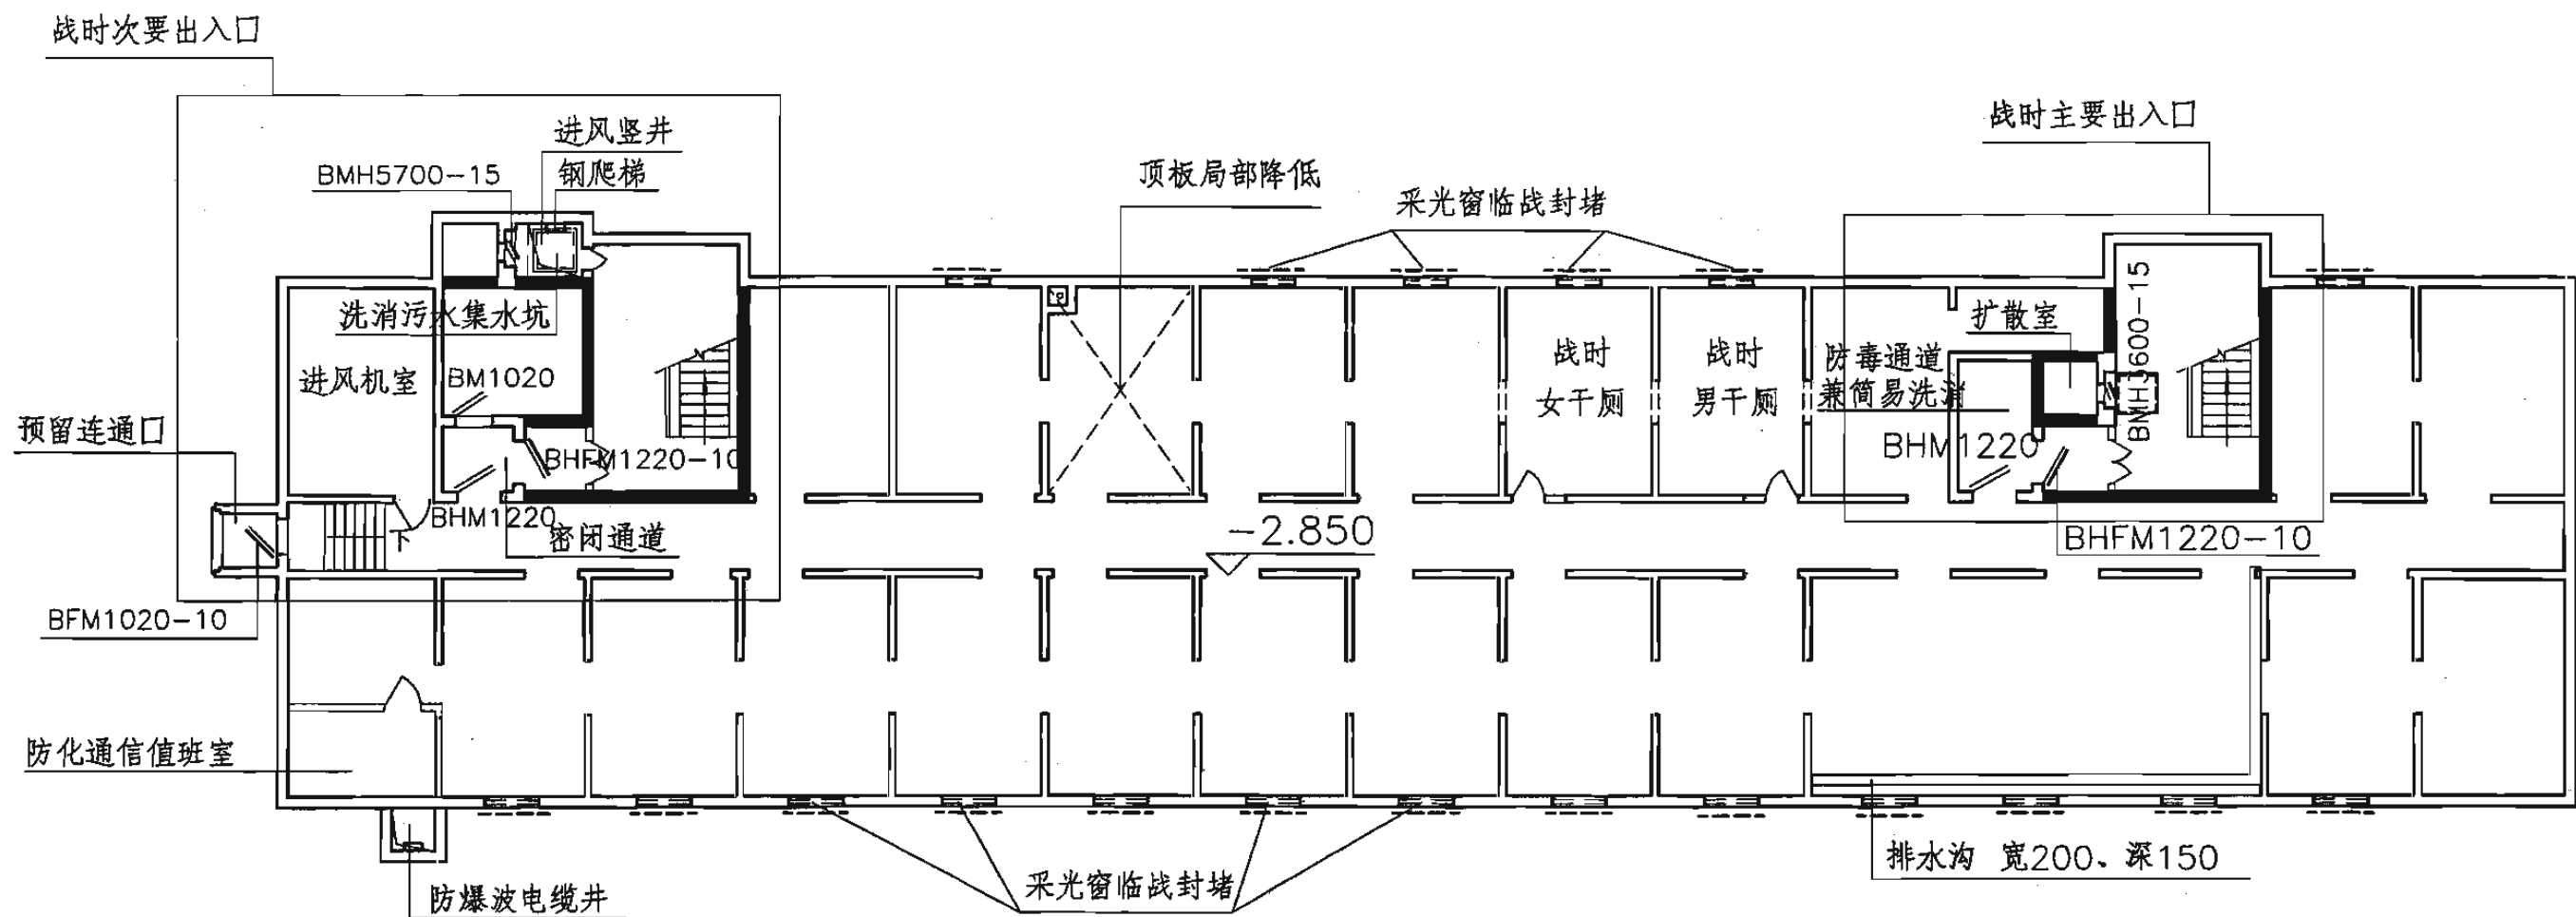 战时次要出入口
进风竖井
钢爬梯
BMH5700-15
战时主要出入口
顶板局部降低
采光窗临战封堵
洗消污水集水坑
进风机室
BM1020
预留连通口
BHFM1220-10
BHM1220
密闭通道
BFM1020-10
战时
女干厕
战时
男干厕
扩散室
防毒通道
兼简易洗消
BMH3600-15
BHM1220
-2.850
BHFM1220-10
下
防化通信值班室
防爆波电缆井
采光窗临战封堵
排水沟 宽200、深150